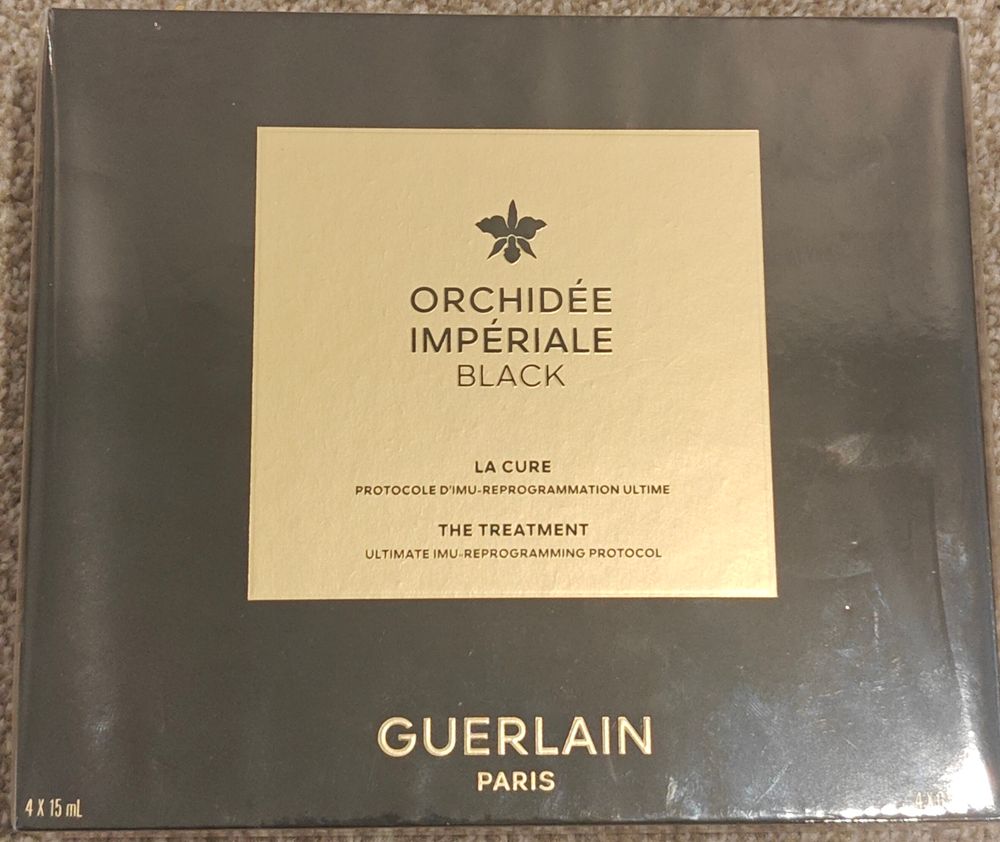 ORCHIDÉE
IMPÉRIALE
BLACK
LA CURE
PROTOCOLE D'IMU-REPROGRAMMATION ULTIME
THE TREATMENT
ULTIMATE IMU-REPROGRAMMING PROTOCOL
GUERLAIN
PARIS
4 X 15 mL
4 X